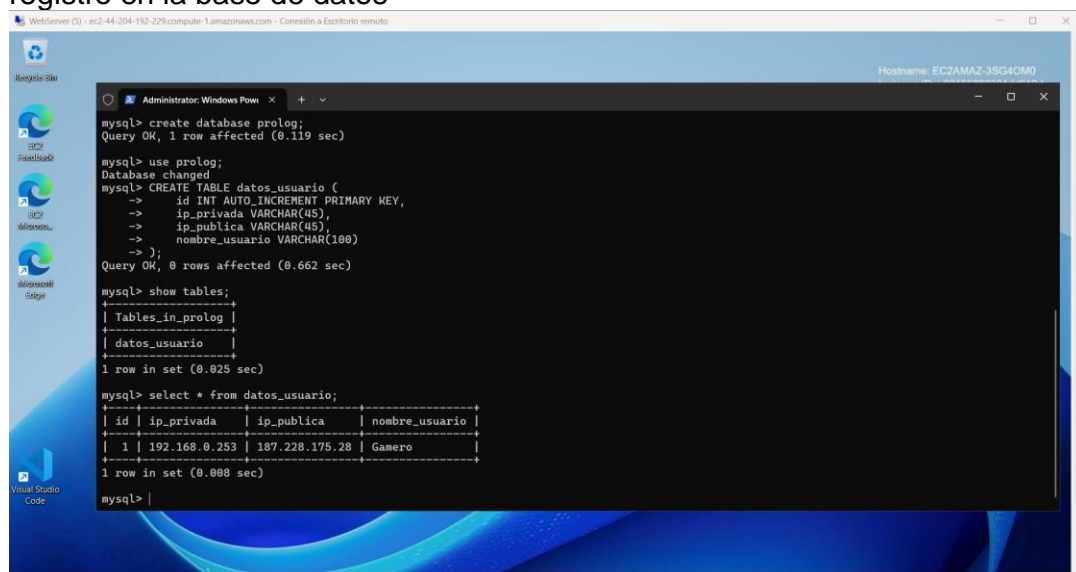 registro en la base de datos
WebServer (5) - ec2-44-204-192-229.compute-1.amazonaws.com - Conexión a Escritorio remoto
Recycle Bin
Hostname: EC2AMAZ-3SG4OM0
Administrator: Windows Powe
EC2
Feedback
EC2
Microso...
Microsoft
Edge
Visual Studio
Code
mysql> create database prolog;
Query OK, 1 row affected (0.119 sec)
mysql> use prolog;
Database changed
mysql> CREATE TABLE datos_usuario (
-> id INT AUTO_INCREMENT PRIMARY KEY,
-> ip_privada VARCHAR(45),
-> ip_publica VARCHAR(45),
-> nombre_usuario VARCHAR(100)
-> );
Query OK, 0 rows affected (0.662 sec)
mysql> show tables;
+------------------+
| Tables_in_prolog |
+------------------+
| datos_usuario |
+------------------+
1 row in set (0.025 sec)
mysql> select * from datos_usuario;
+----+---------------+----------------+----------------+
| id | ip_privada | ip_publica | nombre_usuario |
+----+---------------+----------------+----------------+
| 1 | 192.168.0.253 | 187.228.175.28 | Gamero |
+----+---------------+----------------+----------------+
1 row in set (0.008 sec)
mysql>